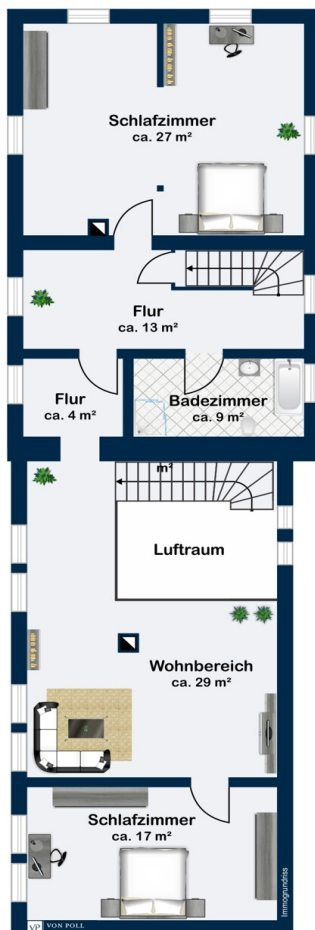 Schlafzimmer
ca. 27 m²
Flur
ca. 13 m²
Flur
ca. 4 m²
Badezimmer
ca. 9 m²
m²
Luftraum
Wohnbereich
ca. 29 m²
Schlafzimmer
ca. 17 m²
Immogrundriss
VP VON POLL